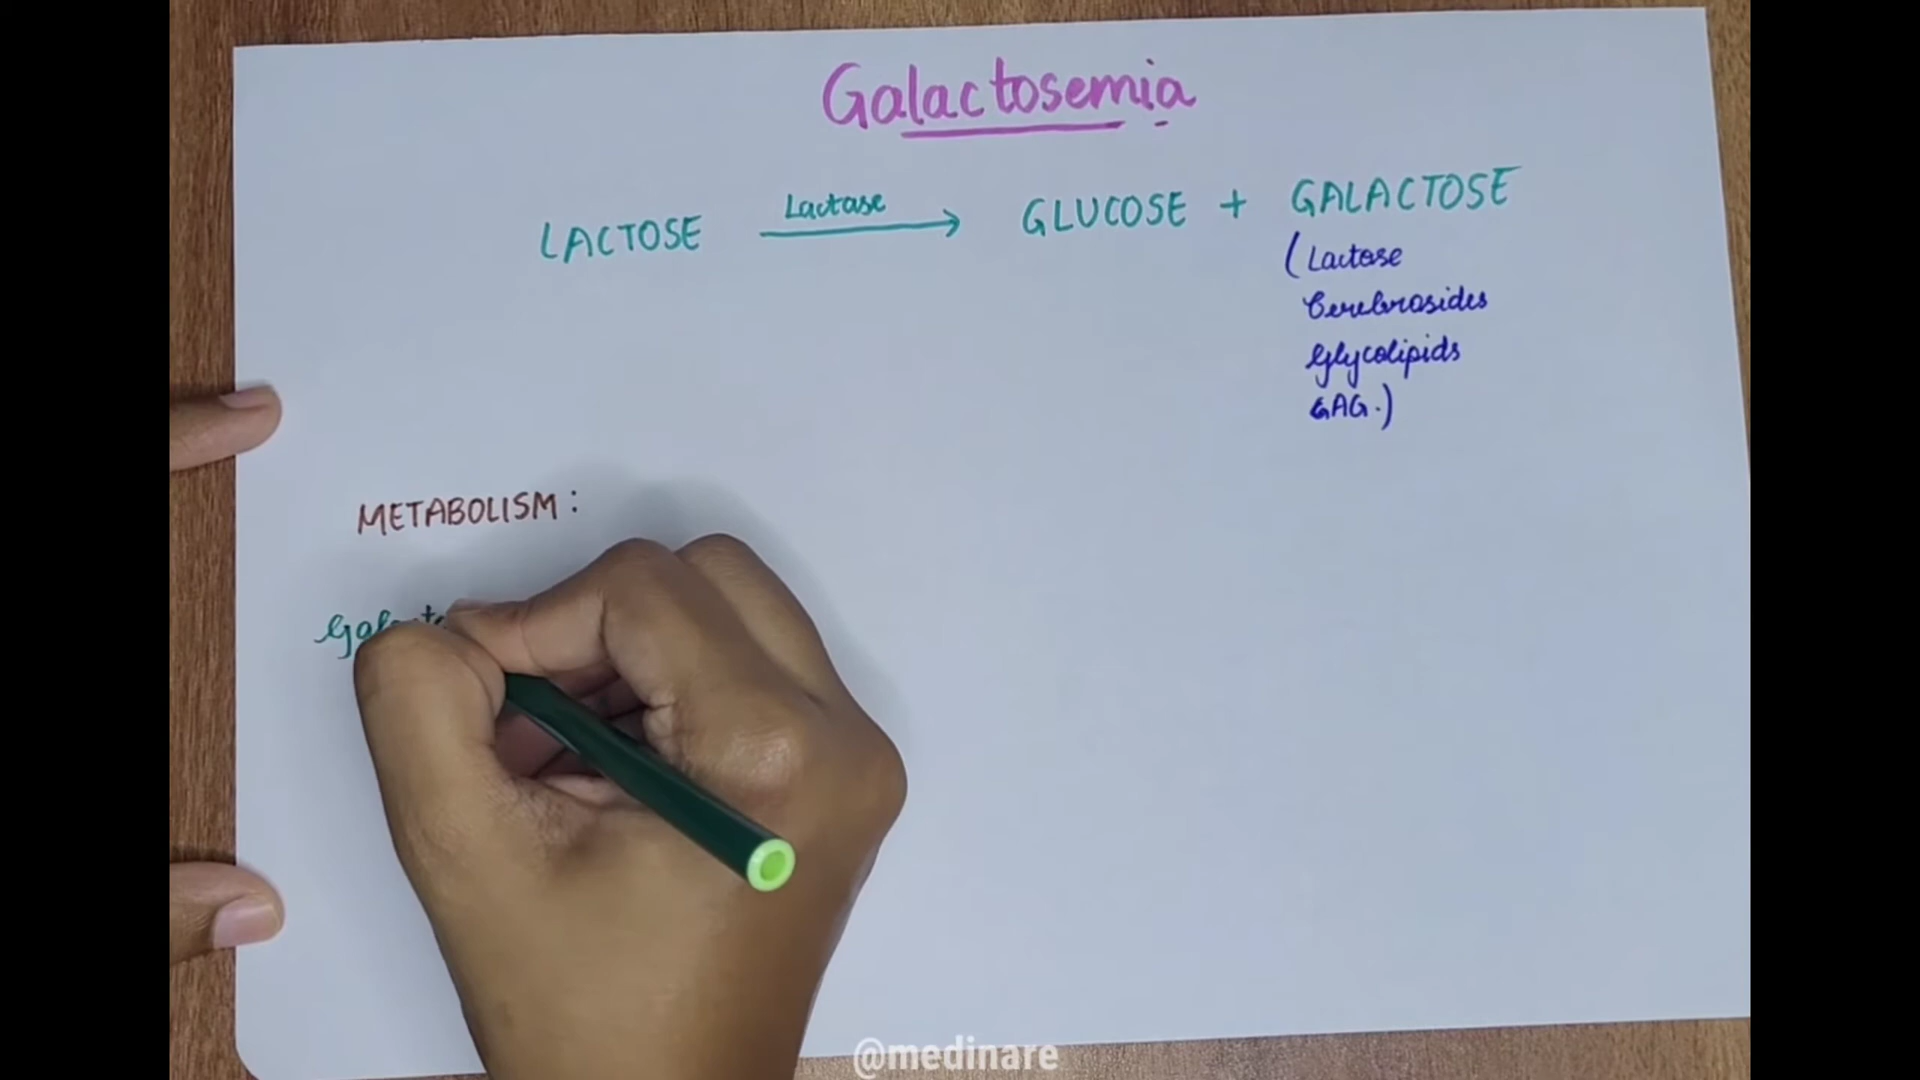 Galactosemia
Lactase
LACTOSE → GLUCOSE + GALACTOSE
(Lactose
Cerebrosides
Glycolipids
GAG.)
METABOLISM:
@medinare